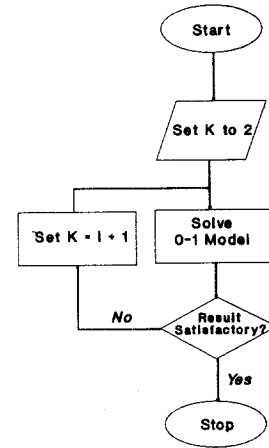 Start
Set K to 2
Set K = I + 1
Solve
0-1 Model
No
Result
Satisfactory?
Yes
Stop